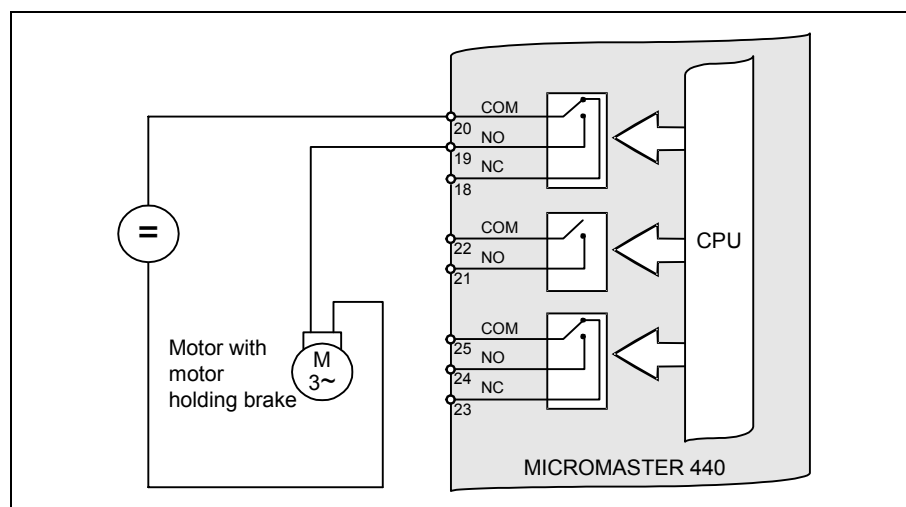 COM
20
NO
19
NC
18
=
COM
22
NO
21
CPU
COM
25
NO
24
NC
23
Motor with
motor
holding brake
M
3~
MICROMASTER 440